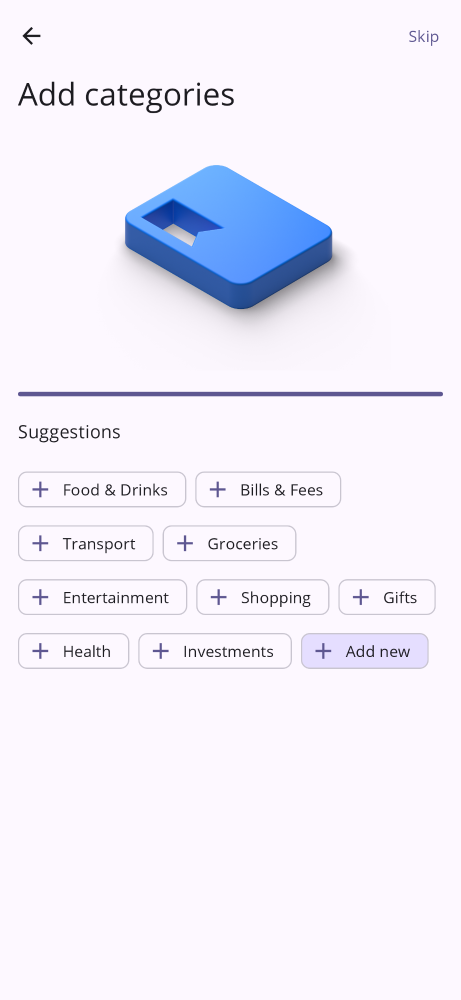 Skip
Add categories
Suggestions
Food & Drinks
Bills & Fees
Transport
Groceries
Entertainment
Shopping
Gifts
Health
Investments
Add new